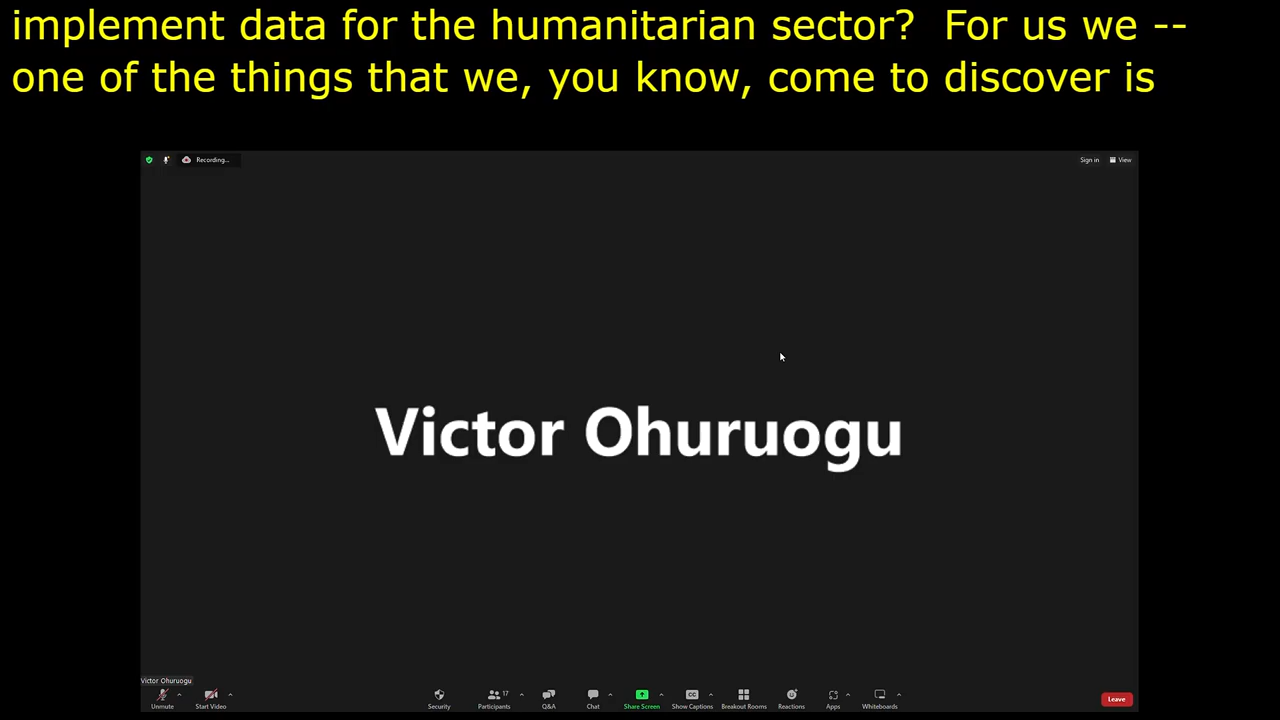 implement data for the humanitarian sector?  For us we --
one of the things that we, you know, come to discover is
Recording...
Sign in
View
Victor Ohuruogu
Victor Ohuruogu
Unmute
Start Video
Security
Participants
17
Q&A
Chat
Share Screen
CC
Show Captions
Breakout Rooms
Reactions
Apps
Whiteboards
Leave